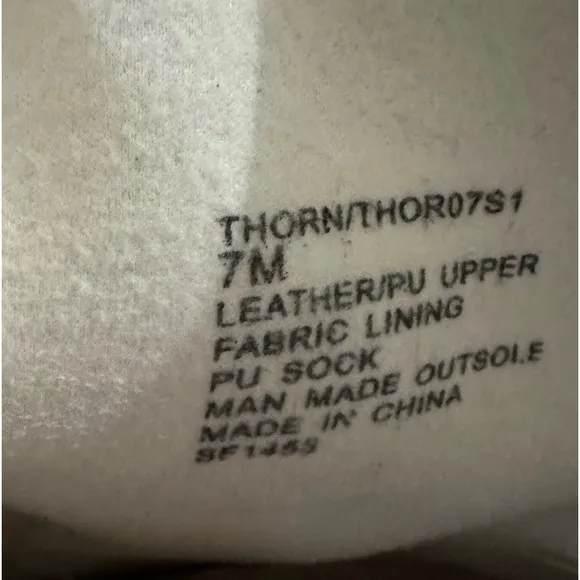 THORN/THOR07S1
7M
LEATHER/PU UPPER
FABRIC LINING
PU SOCK
MAN MADE OUTSOLE
MADE IN CHINA
SF1455